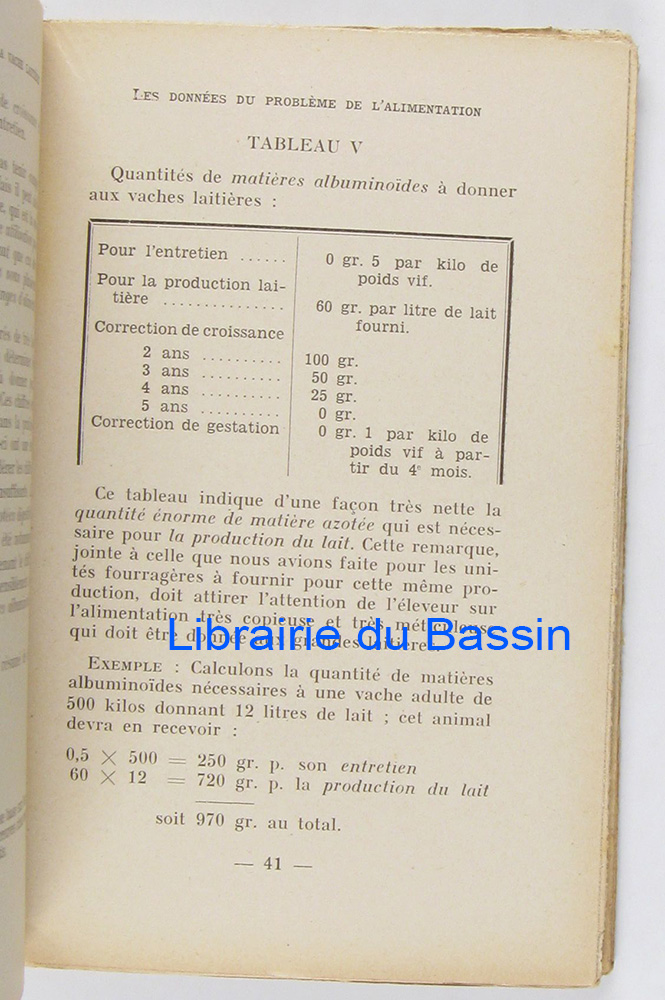 LES DONNÉES DU PROBLÈME DE L'ALIMENTATION
TABLEAU V
Quantités de matières albuminoïdes à donner
aux vaches laitières :
Pour l'entretien ...... 0 gr. 5 par kilo de
poids vif.
Pour la production lai-
tière .............. 60 gr. par litre de lait
fourni.
Correction de croissance
2 ans .......... 100 gr.
3 ans .......... 50 gr.
4 ans .......... 25 gr.
5 ans .......... 0 gr.
Correction de gestation 0 gr. 1 par kilo de
poids vif à par-
tir du 4e mois.
Ce tableau indique d'une façon très nette la
quantité énorme de matière azotée qui est néces-
saire pour la production du lait. Cette remarque,
jointe à celle que nous avions faite pour les uni-
tés fourragères à fournir pour cette même pro-
duction, doit attirer l'attention de l'éleveur sur
l'alimentation très copieuse et très méticuleuse
qui doit être donnée aux grandes laitières.
Librairie du Bassin
EXEMPLE : Calculons la quantité de matières
albuminoïdes nécessaires à une vache adulte de
500 kilos donnant 12 litres de lait ; cet animal
devra en recevoir :
0,5 × 500 = 250 gr. p. son entretien
60 × 12 = 720 gr. p. la production du lait
soit 970 gr. au total.
— 41 —